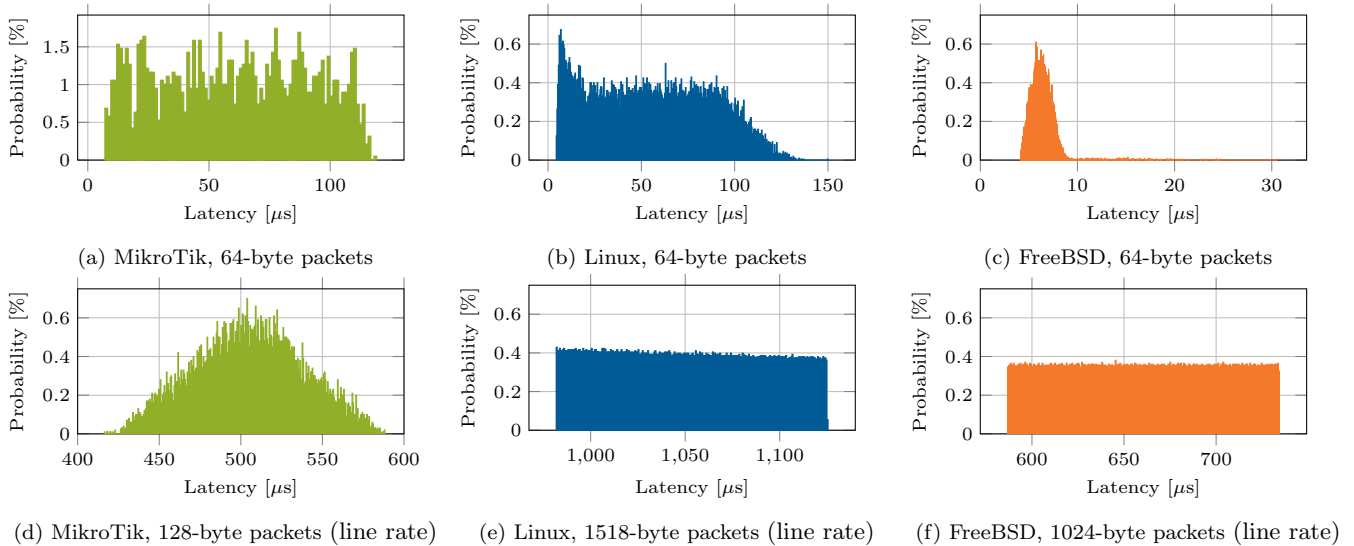 Probability [%]
1.5
1
0.5
0
0 50 100
Latency [μs]
(a) MikroTik, 64-byte packets
Probability [%]
0.6
0.4
0.2
0
0 50 100 150
Latency [μs]
(b) Linux, 64-byte packets
Probability [%]
0.6
0.4
0.2
0
0 10 20 30
Latency [μs]
(c) FreeBSD, 64-byte packets
Probability [%]
0.6
0.4
0.2
0
400 450 500 550 600
Latency [μs]
(d) MikroTik, 128-byte packets (line rate)
Probability [%]
0.6
0.4
0.2
0
1,000 1,050 1,100
Latency [μs]
(e) Linux, 1518-byte packets (line rate)
Probability [%]
0.6
0.4
0.2
0
600 650 700
Latency [μs]
(f) FreeBSD, 1024-byte packets (line rate)